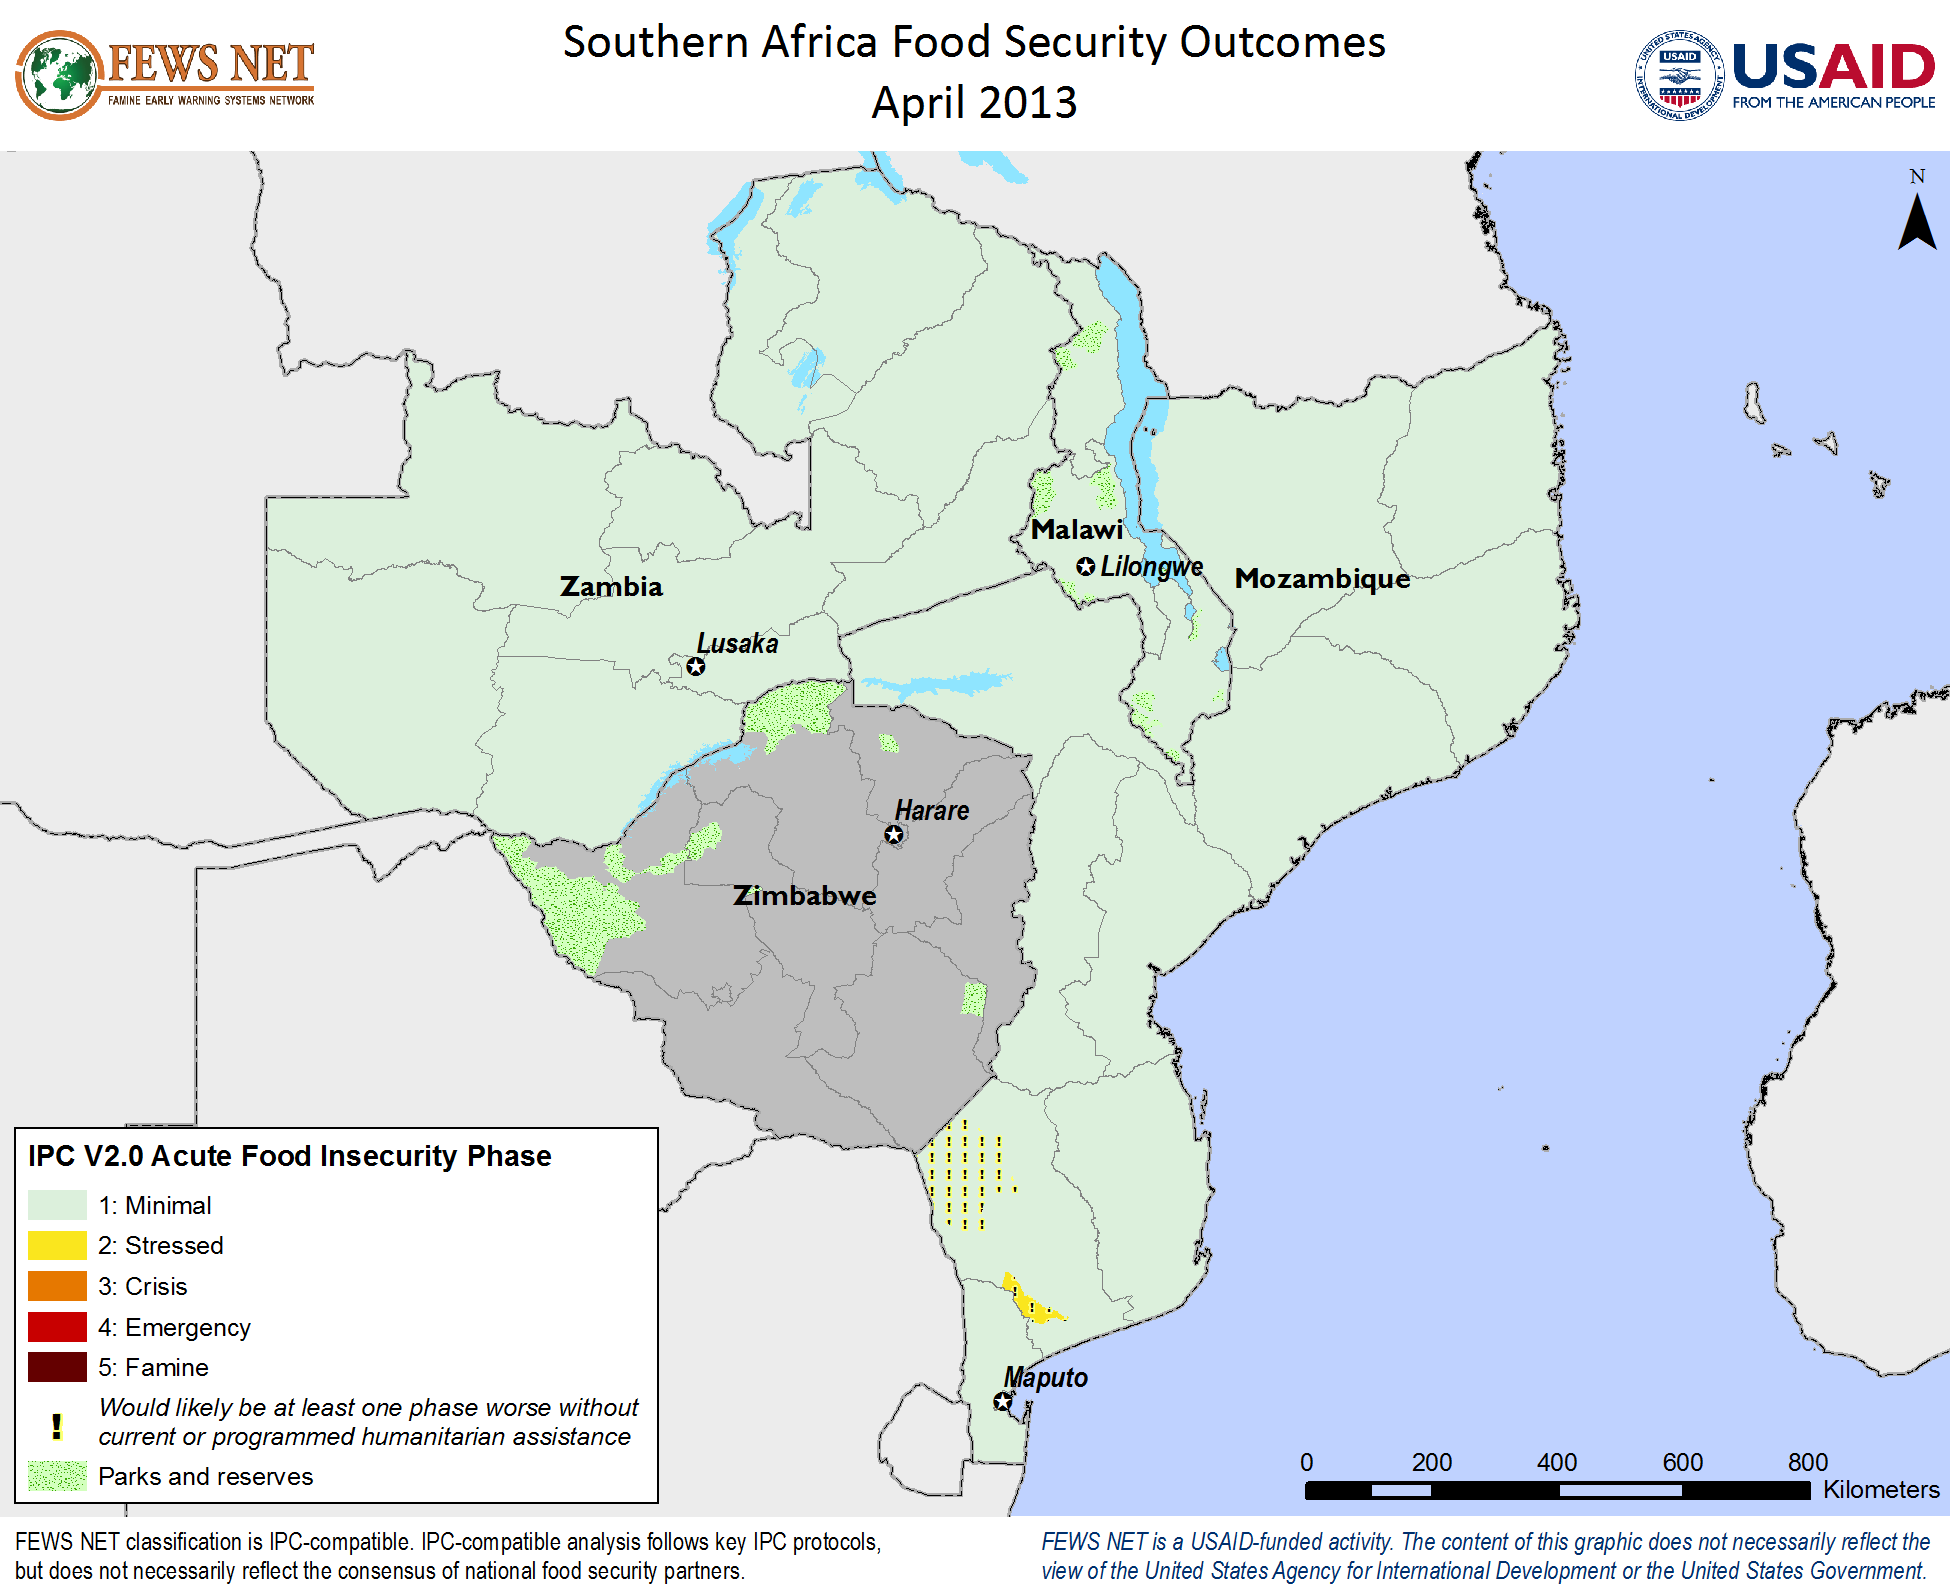 FEWS NET
FAMINE EARLY WARNING SYSTEMS NETWORK
Southern Africa Food Security Outcomes
April 2013
UNITED STATES AGENCY
USAID
INTERNATIONAL DEVELOPMENT
USAID
FROM THE AMERICAN PEOPLE
N
Malawi
Lilongwe
Mozambique
Zambia
Lusaka
Harare
Zimbabwe
Maputo
IPC V2.0 Acute Food Insecurity Phase
1: Minimal
2: Stressed
3: Crisis
4: Emergency
5: Famine
! Would likely be at least one phase worse without
current or programmed humanitarian assistance
Parks and reserves
0 200 400 600 800
Kilometers
FEWS NET classification is IPC-compatible. IPC-compatible analysis follows key IPC protocols,
but does not necessarily reflect the consensus of national food security partners.
FEWS NET is a USAID-funded activity. The content of this graphic does not necessarily reflect the
view of the United States Agency for International Development or the United States Government.